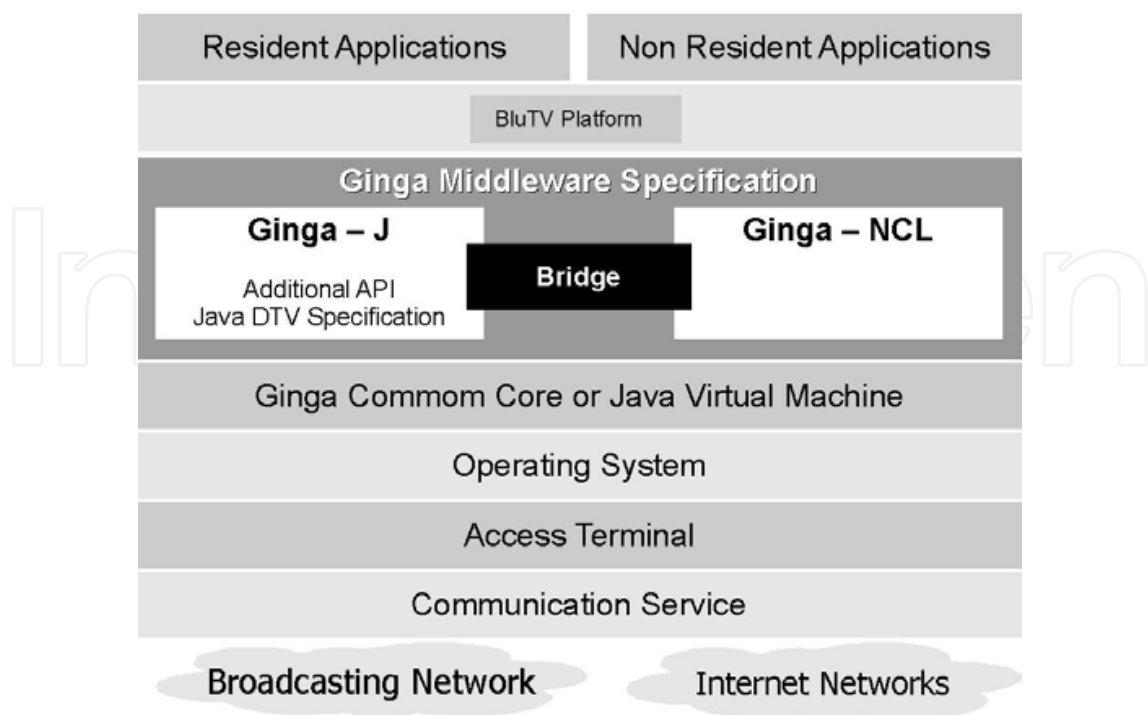 Resident Applications
Non Resident Applications
BluTV Platform
Ginga Middleware Specification
Ginga – J
Additional API
Java DTV Specification
Bridge
Ginga – NCL
Ginga Commom Core or Java Virtual Machine
Operating System
Access Terminal
Communication Service
Broadcasting Network
Internet Networks